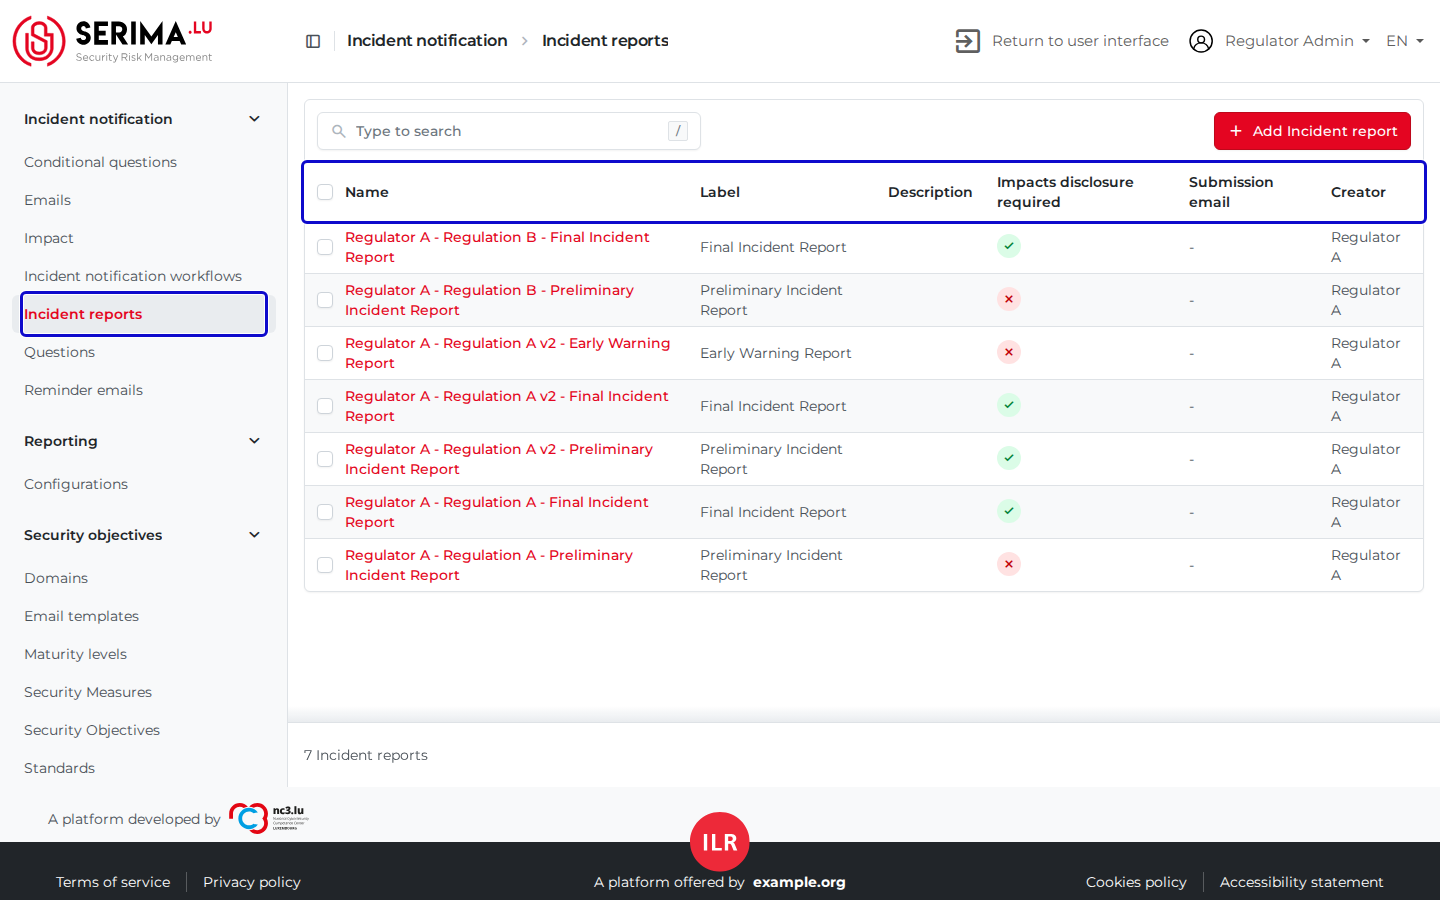 SERIMA.LU
Security Risk Management
Incident notification > Incident reports
Return to user interface
Regulator Admin
EN
Incident notification
Conditional questions
Emails
Impact
Incident notification workflows
Incident reports
Questions
Reminder emails
Reporting
Configurations
Security objectives
Domains
Email templates
Maturity levels
Security Measures
Security Objectives
Standards
Type to search /
+ Add Incident report
Name Label Description Impacts disclosure required Submission email Creator
Regulator A - Regulation B - Final Incident Report Final Incident Report - Regulator A
Regulator A - Regulation B - Preliminary Incident Report Preliminary Incident Report - Regulator A
Regulator A - Regulation A v2 - Early Warning Report Early Warning Report - Regulator A
Regulator A - Regulation A v2 - Final Incident Report Final Incident Report - Regulator A
Regulator A - Regulation A v2 - Preliminary Incident Report Preliminary Incident Report - Regulator A
Regulator A - Regulation A - Final Incident Report Final Incident Report - Regulator A
Regulator A - Regulation A - Preliminary Incident Report Preliminary Incident Report - Regulator A
7 Incident reports
A platform developed by
nc3.lu
ILR
Terms of service
Privacy policy
A platform offered by example.org
Cookies policy
Accessibility statement